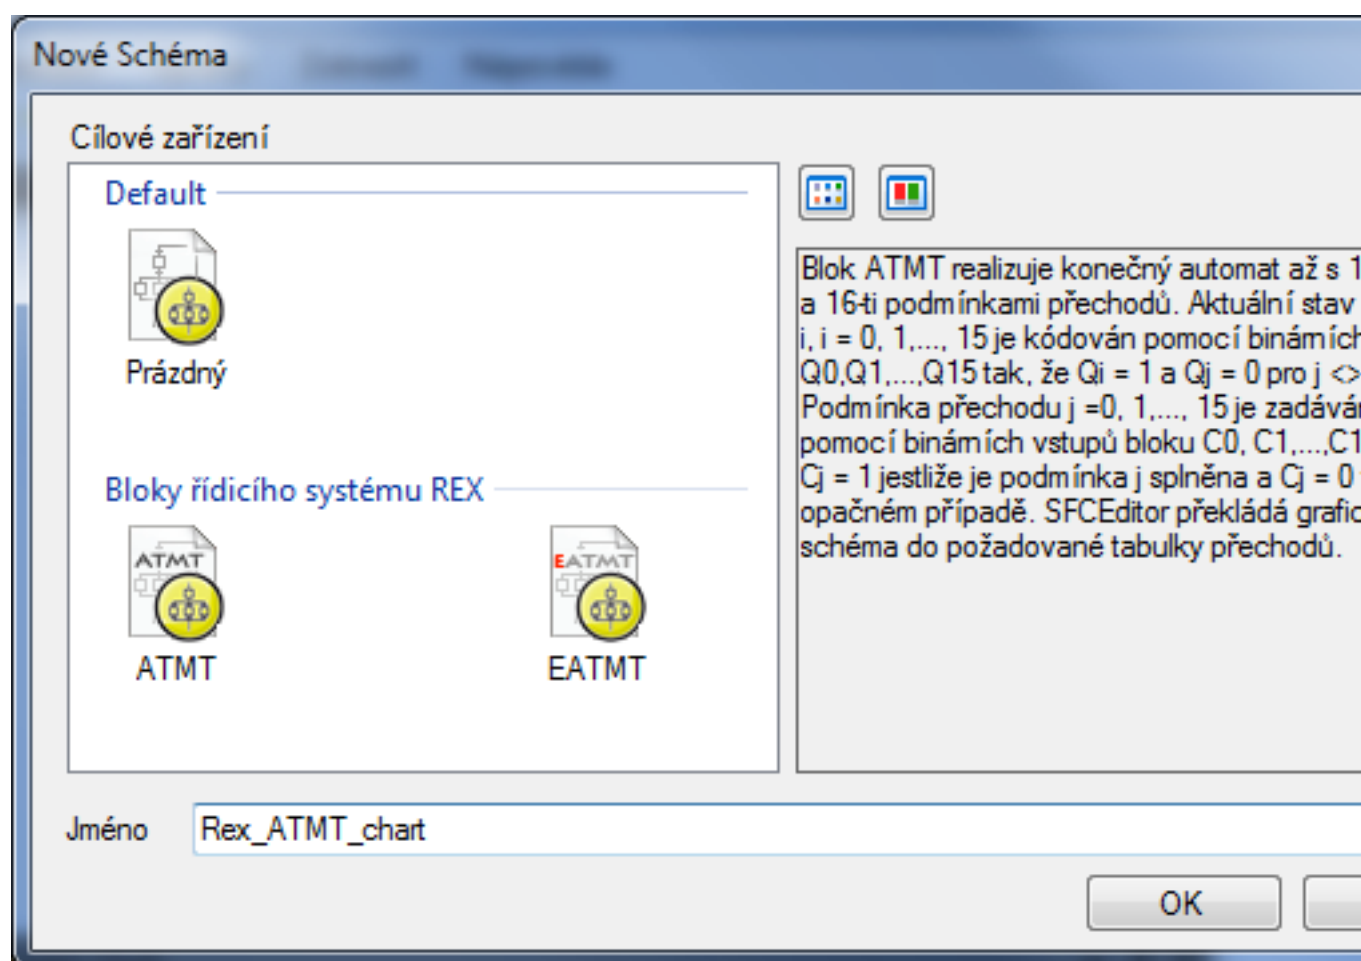 Nové Schéma
Cílové zařízení
Default
Prázdný
Bloky řídicího systému REX
ATMT
ATMT
EATMT
EATMT
Blok ATMT realizuje konečný automat až s 1
a 16-ti podmínkami přechodů. Aktuální stav
i, i = 0, 1,..., 15 je kódován pomocí binárních
Q0,Q1,...,Q15 tak, že Qi = 1 a Qj = 0 pro j <>
Podmínka přechodu j =0, 1,..., 15 je
pomocí binárních vstupů bloku C0, C1,...,C1
Cj = 1 jestliže je podmínka j splněna a Cj = 0
opačném případě. SFCEditor překládá
schéma do požadované tabulky přechodů.
Jméno
Rex_ATMT_chart
OK